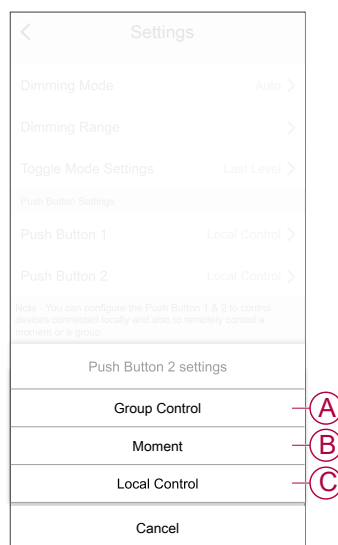 Settings
Dimming Mode Auto
Dimming Range
Toggle Mode Settings Last Level
Push Button Settings
Push Button 1 Local Control
Push Button 2 Local Control
Note - You can configure the Push Button 1 & 2 to control
devices connected locally and also to remotely control a
moment or a group.
Push Button 2 settings
Group Control A
Moment B
Local Control C
Cancel